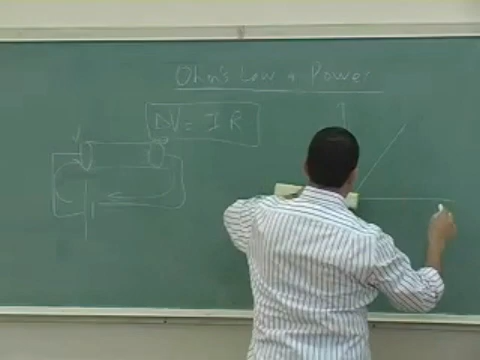 Ohm's Law & Power
ΔV = I R